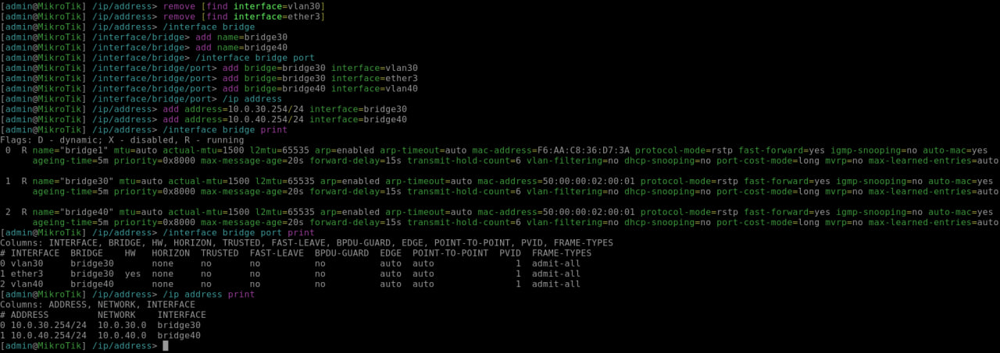 [admin@MikroTik] /ip/address> remove [find interface=vlan30]
[admin@MikroTik] /ip/address> remove [find interface=ether3]
[admin@MikroTik] /ip/address> /interface bridge
[admin@MikroTik] /interface/bridge> add name=bridge30
[admin@MikroTik] /interface/bridge> add name=bridge40
[admin@MikroTik] /interface/bridge> /interface bridge port
[admin@MikroTik] /interface/bridge/port> add bridge=bridge30 interface=vlan30
[admin@MikroTik] /interface/bridge/port> add bridge=bridge30 interface=ether3
[admin@MikroTik] /interface/bridge/port> add bridge=bridge40 interface=vlan40
[admin@MikroTik] /interface/bridge/port> /ip address
[admin@MikroTik] /ip/address> add address=10.0.30.254/24 interface=bridge30
[admin@MikroTik] /ip/address> add address=10.0.40.254/24 interface=bridge40
[admin@MikroTik] /ip/address> /interface bridge print
Flags: D - dynamic; X - disabled, R - running
 0  R name="bridge1" mtu=auto actual-mtu=1500 l2mtu=65535 arp=enabled arp-timeout=auto mac-address=F6:AA:C8:36:D7:3A protocol-mode=rstp fast-forward=yes igmp-snooping=no auto-mac=yes
      ageing-time=5m priority=0x8000 max-message-age=20s forward-delay=15s transmit-hold-count=6 vlan-filtering=no dhcp-snooping=no port-cost-mode=long mvrp=no max-learned-entries=auto
 1  R name="bridge30" mtu=auto actual-mtu=1500 l2mtu=65535 arp=enabled arp-timeout=auto mac-address=50:00:00:02:00:01 protocol-mode=rstp fast-forward=yes igmp-snooping=no auto-mac=yes
      ageing-time=5m priority=0x8000 max-message-age=20s forward-delay=15s transmit-hold-count=6 vlan-filtering=no dhcp-snooping=no port-cost-mode=long mvrp=no max-learned-entries=auto
 2  R name="bridge40" mtu=auto actual-mtu=1500 l2mtu=65535 arp=enabled arp-timeout=auto mac-address=50:00:00:02:00:01 protocol-mode=rstp fast-forward=yes igmp-snooping=no auto-mac=yes
      ageing-time=5m priority=0x8000 max-message-age=20s forward-delay=15s transmit-hold-count=6 vlan-filtering=no dhcp-snooping=no port-cost-mode=long mvrp=no max-learned-entries=auto
[admin@MikroTik] /ip/address> /interface bridge port print
Columns: INTERFACE, BRIDGE, HW, HORIZON, TRUSTED, FAST-LEAVE, BPDU-GUARD, EDGE, POINT-TO-POINT, PVID, FRAME-TYPES
# INTERFACE  BRIDGE    HW   HORIZON  TRUSTED  FAST-LEAVE  BPDU-GUARD  EDGE  POINT-TO-POINT  PVID  FRAME-TYPES
0 vlan30     bridge30       none     no       no          no          auto  auto               1  admit-all
1 ether3     bridge30  yes  none     no       no          no          auto  auto               1  admit-all
2 vlan40     bridge40       none     no       no          no          auto  auto               1  admit-all
[admin@MikroTik] /ip/address> /ip address print
Columns: ADDRESS, NETWORK, INTERFACE
# ADDRESS         NETWORK    INTERFACE
0 10.0.30.254/24  10.0.30.0  bridge30
1 10.0.40.254/24  10.0.40.0  bridge40
[admin@MikroTik] /ip/address>